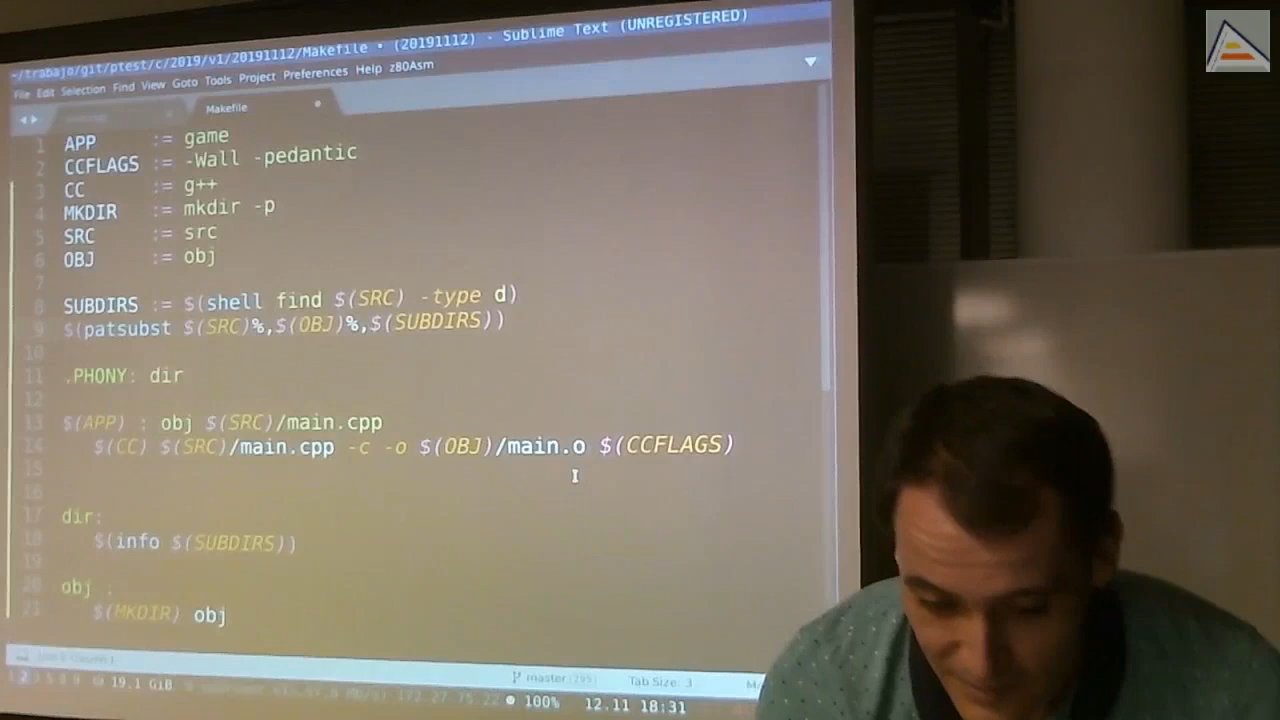 ~/trabajo/git/ptest/c/2019/v1/20191112/Makefile • (20191112) - Sublime Text (UNREGISTERED)
File Edit Selection Find View Goto Tools Project Preferences Help z80Asm
Makefile
1 APP := game
2 CCFLAGS := -Wall -pedantic
3 CC := g++
4 MKDIR := mkdir -p
5 SRC := src
6 OBJ := obj
7
8 SUBDIRS := $(shell find $(SRC) -type d)
9 $(patsubst $(SRC)%,$(OBJ)%,$(SUBDIRS))
10
11 .PHONY: dir
12
13 $(APP) : obj $(SRC)/main.cpp
14 $(CC) $(SRC)/main.cpp -c -o $(OBJ)/main.o $(CCFLAGS)
15
16
17 dir:
18 $(info $(SUBDIRS))
19
20 obj :
21 $(MKDIR) obj
master (295) Tab Size: 3
19.1 GiB 172.27.75.22 100% 12.11 18:31